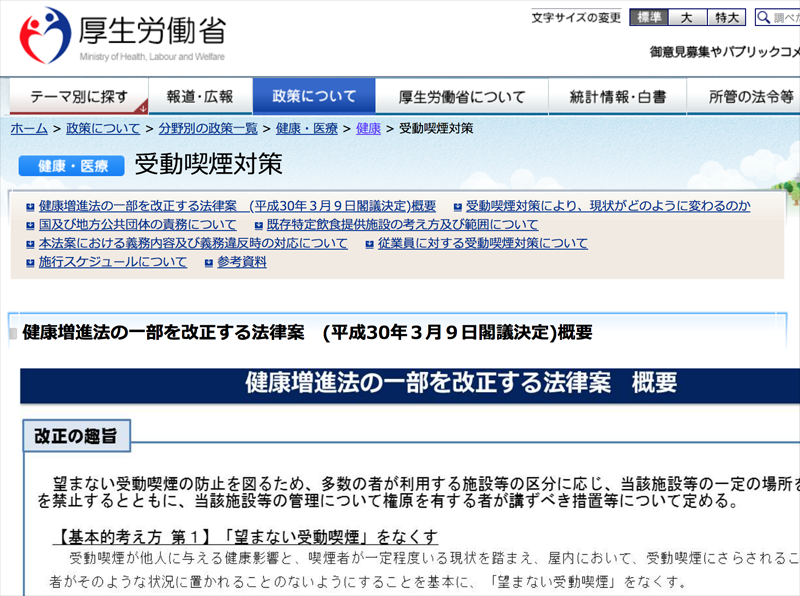 厚生労働省
Ministry of Health, Labour and Welfare
文字サイズの変更 標準 大 特大 調べ
御意見募集やパブリックコメ
テーマ別に探す 報道・広報 政策について 厚生労働省について 統計情報・白書 所管の法令等
ホーム > 政策について > 分野別の政策一覧 > 健康・医療 > 健康 > 受動喫煙対策
健康・医療 受動喫煙対策
健康増進法の一部を改正する法律案　(平成30年３月９日閣議決定)概要 受動喫煙対策により、現状がどのように変わるのか
国及び地方公共団体の責務について 既存特定飲食提供施設の考え方及び範囲について
本法案における義務内容及び義務違反時の対応について 従業員に対する受動喫煙対策について
施行スケジュールについて 参考資料
健康増進法の一部を改正する法律案　(平成30年３月９日閣議決定)概要
健康増進法の一部を改正する法律案　概要
改正の趣旨
望まない受動喫煙の防止を図るため、多数の者が利用する施設等の区分に応じ、当該施設等の一定の場所を
を禁止するとともに、当該施設等の管理について権原を有する者が講ずべき措置等について定める。
【基本的考え方 第１】「望まない受動喫煙」をなくす
受動喫煙が他人に与える健康影響と、喫煙者が一定程度いる現状を踏まえ、屋内において、受動喫煙にさらされるこ
者がそのような状況に置かれることのないようにすることを基本に、「望まない受動喫煙」をなくす。